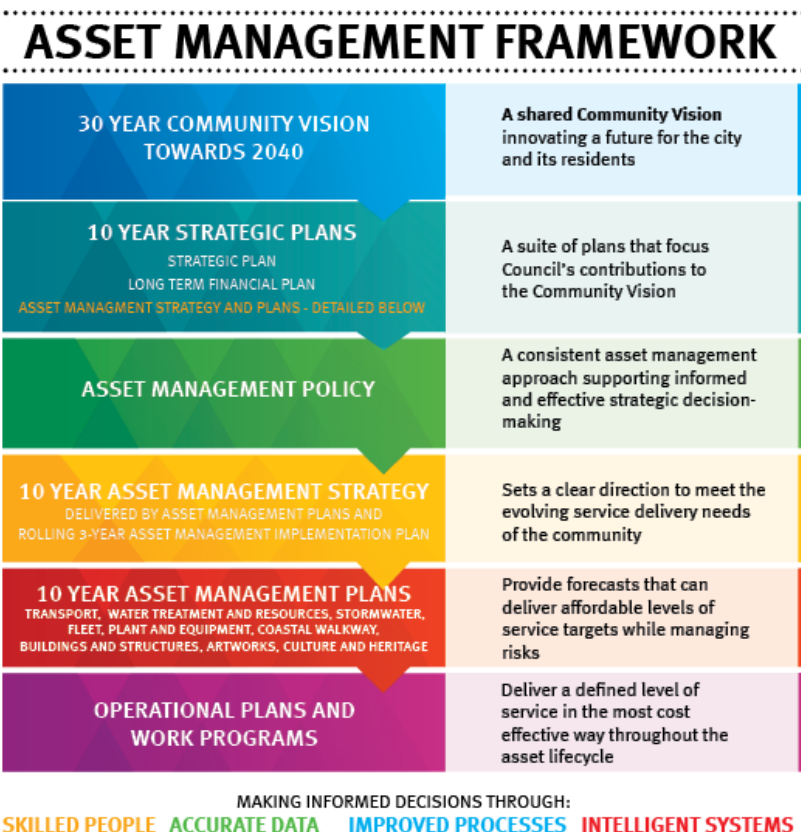 ASSET MANAGEMENT FRAMEWORK
30 YEAR COMMUNITY VISION
TOWARDS 2040
A shared Community Vision
innovating a future for the city
and its residents
10 YEAR STRATEGIC PLANS
STRATEGIC PLAN
LONG TERM FINANCIAL PLAN
ASSET MANAGMENT STRATEGY AND PLANS - DETAILED BELOW
A suite of plans that focus
Council's contributions to
the Community Vision
ASSET MANAGEMENT POLICY
A consistent asset management
approach supporting informed
and effective strategic decision-
making
10 YEAR ASSET MANAGEMENT STRATEGY
DELIVERED BY ASSET MANAGEMENT PLANS AND
ROLLING 3-YEAR ASSET MANAGEMENT IMPLEMENTATION PLAN
Sets a clear direction to meet the
evolving service delivery needs
of the community
10 YEAR ASSET MANAGEMENT PLANS
TRANSPORT, WATER TREATMENT AND RESOURCES, STORMWATER,
FLEET, PLANT AND EQUIPMENT, COASTAL WALKWAY,
BUILDINGS AND STRUCTURES, ARTWORKS, CULTURE AND HERITAGE
Provide forecasts that can
deliver affordable levels of
service targets while managing
risks
OPERATIONAL PLANS AND
WORK PROGRAMS
Deliver a defined level of
service in the most cost
effective way throughout the
asset lifecycle
MAKING INFORMED DECISIONS THROUGH:
SKILLED PEOPLE ACCURATE DATA IMPROVED PROCESSES INTELLIGENT SYSTEMS